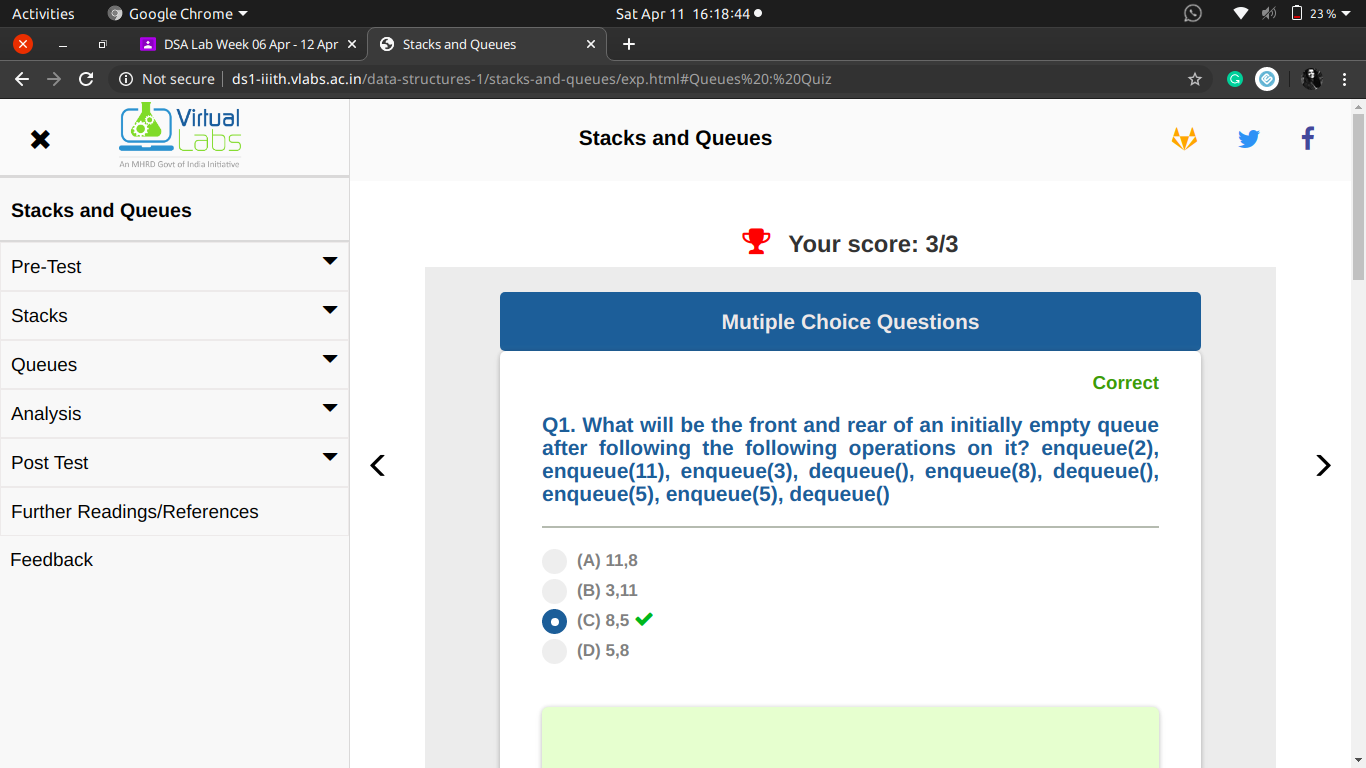 Activities Google Chrome Sat Apr 11 16:18:44 23 %
DSA Lab Week 06 Apr - 12 Apr Stacks and Queues
Not secure ds1-iiith.vlabs.ac.in/data-structures-1/stacks-and-queues/exp.html#Queues%20:%20Quiz
Virtual
Labs
An MHRD Govt of India Initiative
Stacks and Queues
Stacks and Queues
Pre-Test
Stacks
Queues
Analysis
Post Test
Further Readings/References
Feedback
Your score: 3/3
Mutiple Choice Questions
Correct
Q1. What will be the front and rear of an initially empty queue
after following the following operations on it? enqueue(2),
enqueue(11), enqueue(3), dequeue(), enqueue(8), dequeue(),
enqueue(5), enqueue(5), dequeue()
(A) 11,8
(B) 3,11
(C) 8,5
(D) 5,8